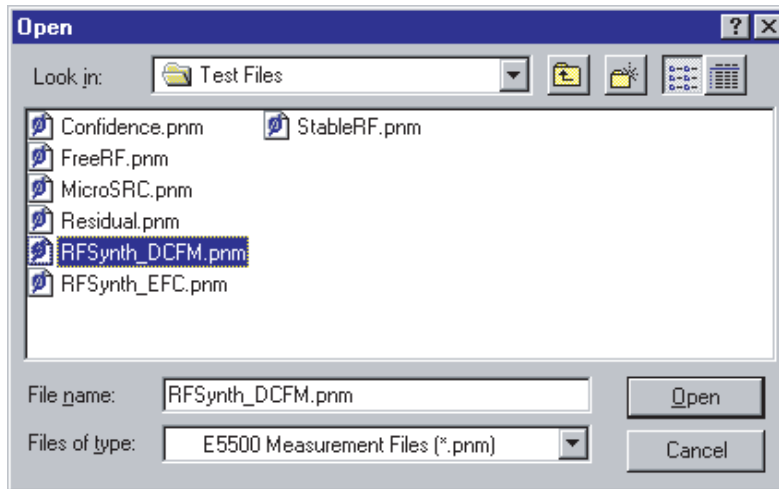 Open
Look in: Test Files
Confidence.pnm StableRF.pnm
FreeRF.pnm
MicroSRC.pnm
Residual.pnm
RFSynth_DCFM.pnm
RFSynth_EFC.pnm
File name: RFSynth_DCFM.pnm Open
Files of type: E5500 Measurement Files (*.pnm) Cancel